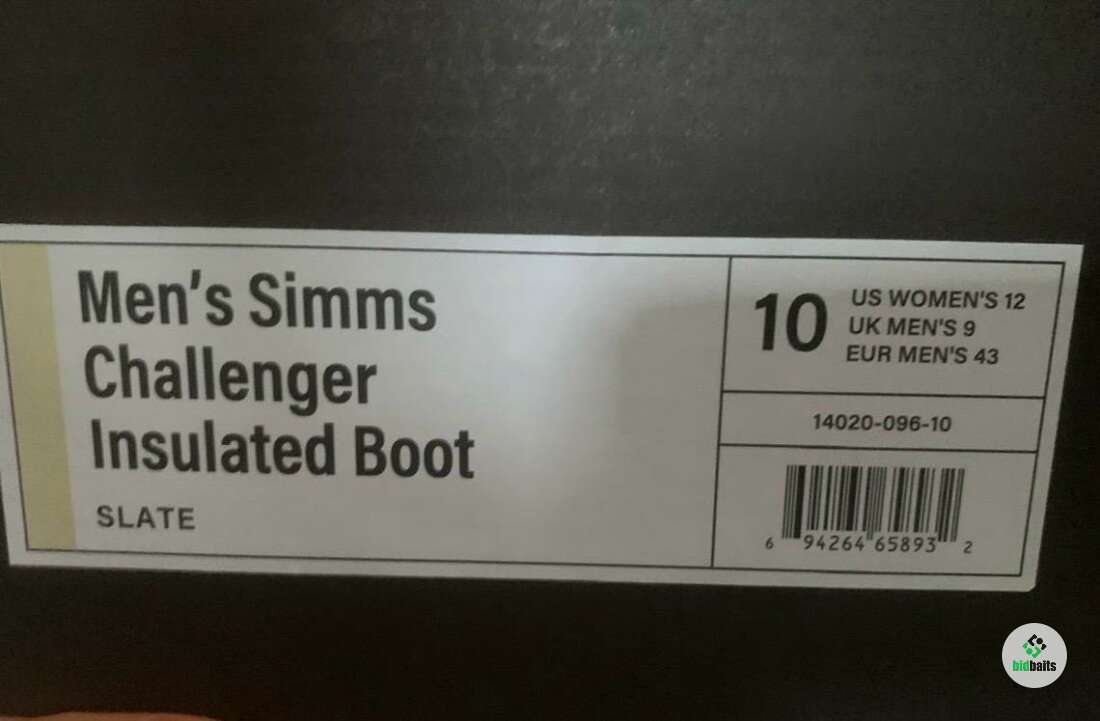 Men's Simms
Challenger
Insulated Boot
SLATE
10
US WOMEN'S 12
UK MEN'S 9
EUR MEN'S 43
14020-096-10
6 94264 65893 2
bidbaits